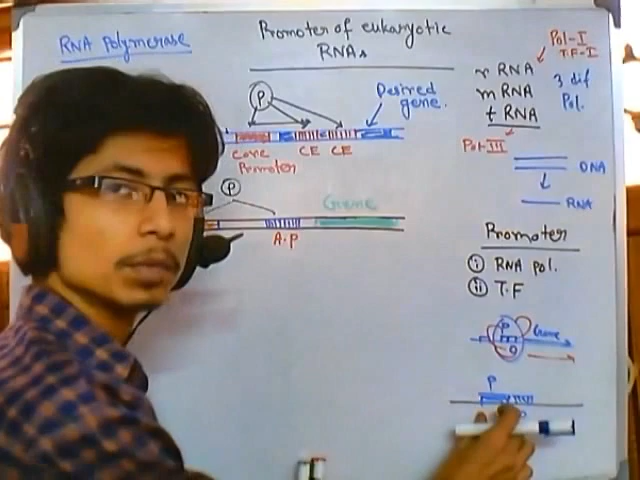 RNA Polymerase
Promoter of eukaryotic
RNAs
Pol-I
T.F-I
r RNA
m RNA
t RNA
3 dif
Pol.
Pol-III
P
Desired
gene.
Core
Promoter
CE CE
DNA
RNA
P
Gene
A.P
Promoter
i RNA pol.
ii T.F
P
Gene
O
P